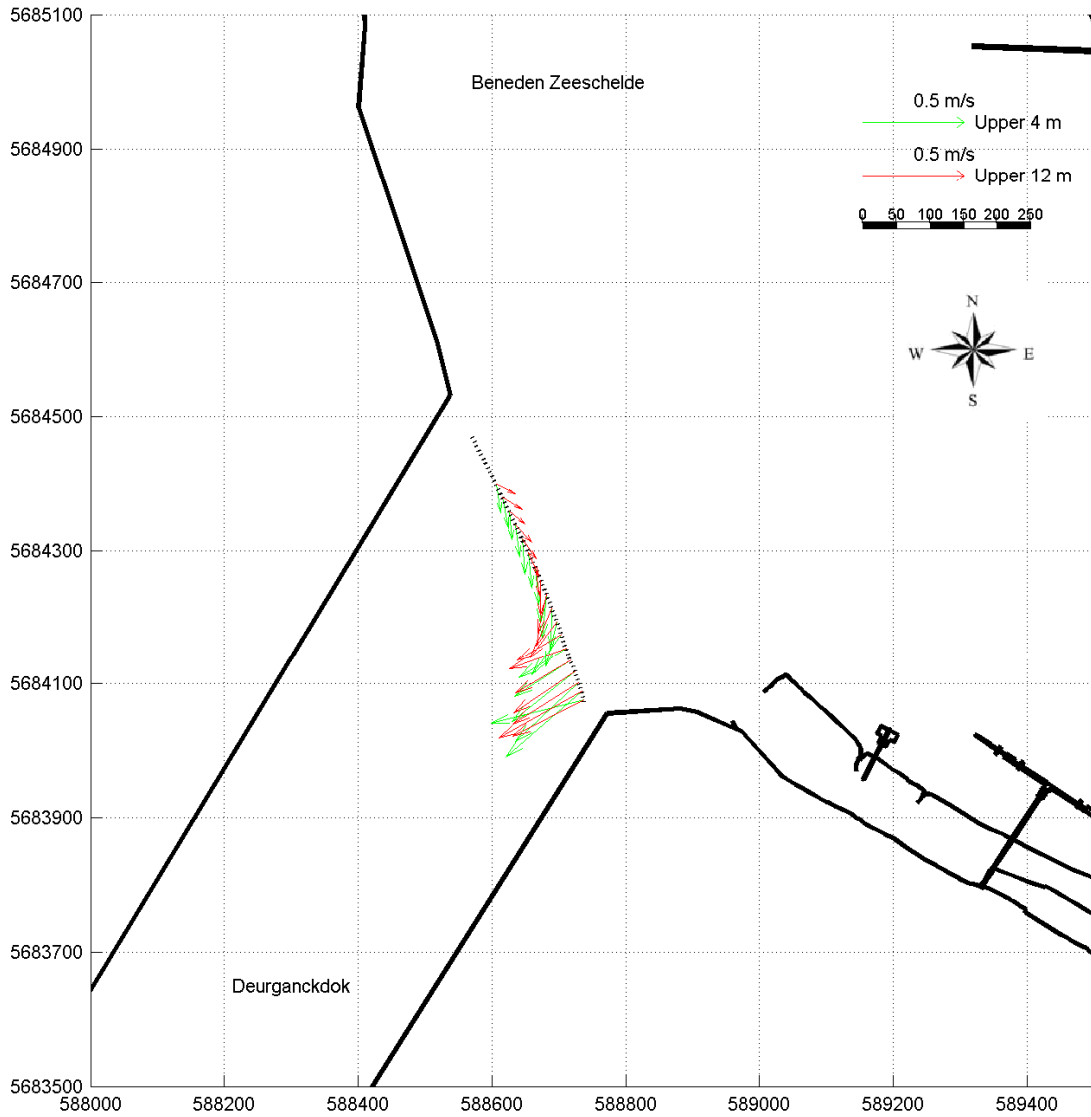 5685100
Beneden Zeeschelde
0.5 m/s
Upper 4 m
5684900
0.5 m/s
Upper 12 m
0 50 100 150 200 250
5684700
N
W E
S
5684500
5684300
5684100
5683900
5683700
Deurganckdok
5683500
588000 588200 588400 588600 588800 589000 589200 589400